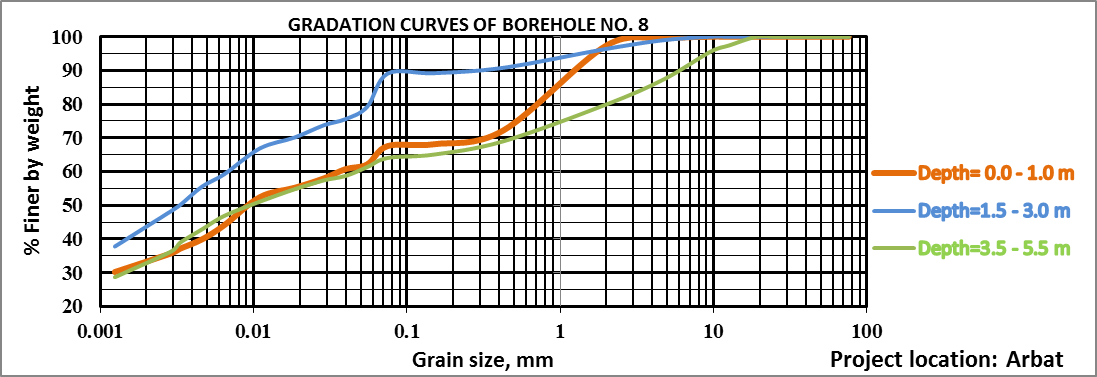 GRADATION CURVES OF BOREHOLE NO. 8
% Finer by weight
100
90
80
70
60
50
40
30
20
0.001 0.01 0.1 1 10 100
Grain size, mm
Depth= 0.0 - 1.0 m
Depth=1.5 - 3.0 m
Depth=3.5 - 5.5 m
Project location: Arbat